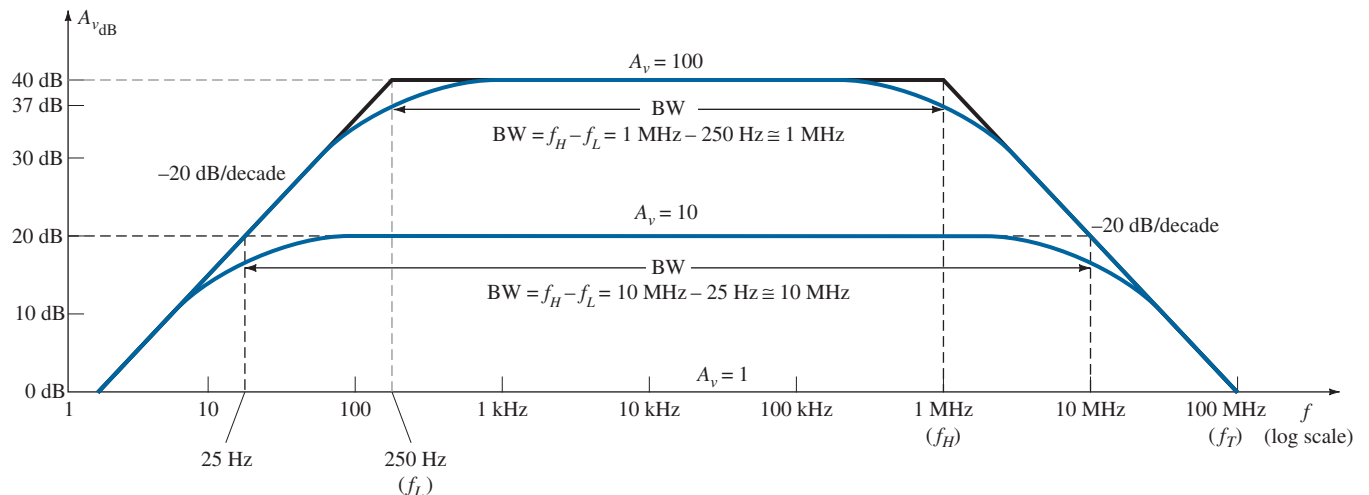 A_{v_{dB}}
40 dB
37 dB
30 dB
20 dB
10 dB
0 dB
A_v = 100
BW
BW = f_H – f_L = 1 MHz – 250 Hz ≅ 1 MHz
–20 dB/decade
A_v = 10
–20 dB/decade
BW
BW = f_H – f_L = 10 MHz – 25 Hz ≅ 10 MHz
A_v = 1
1
10
100
1 kHz
10 kHz
100 kHz
1 MHz
(f_H)
10 MHz
100 MHz
(f_T)
f
(log scale)
25 Hz
250 Hz
(f_L)